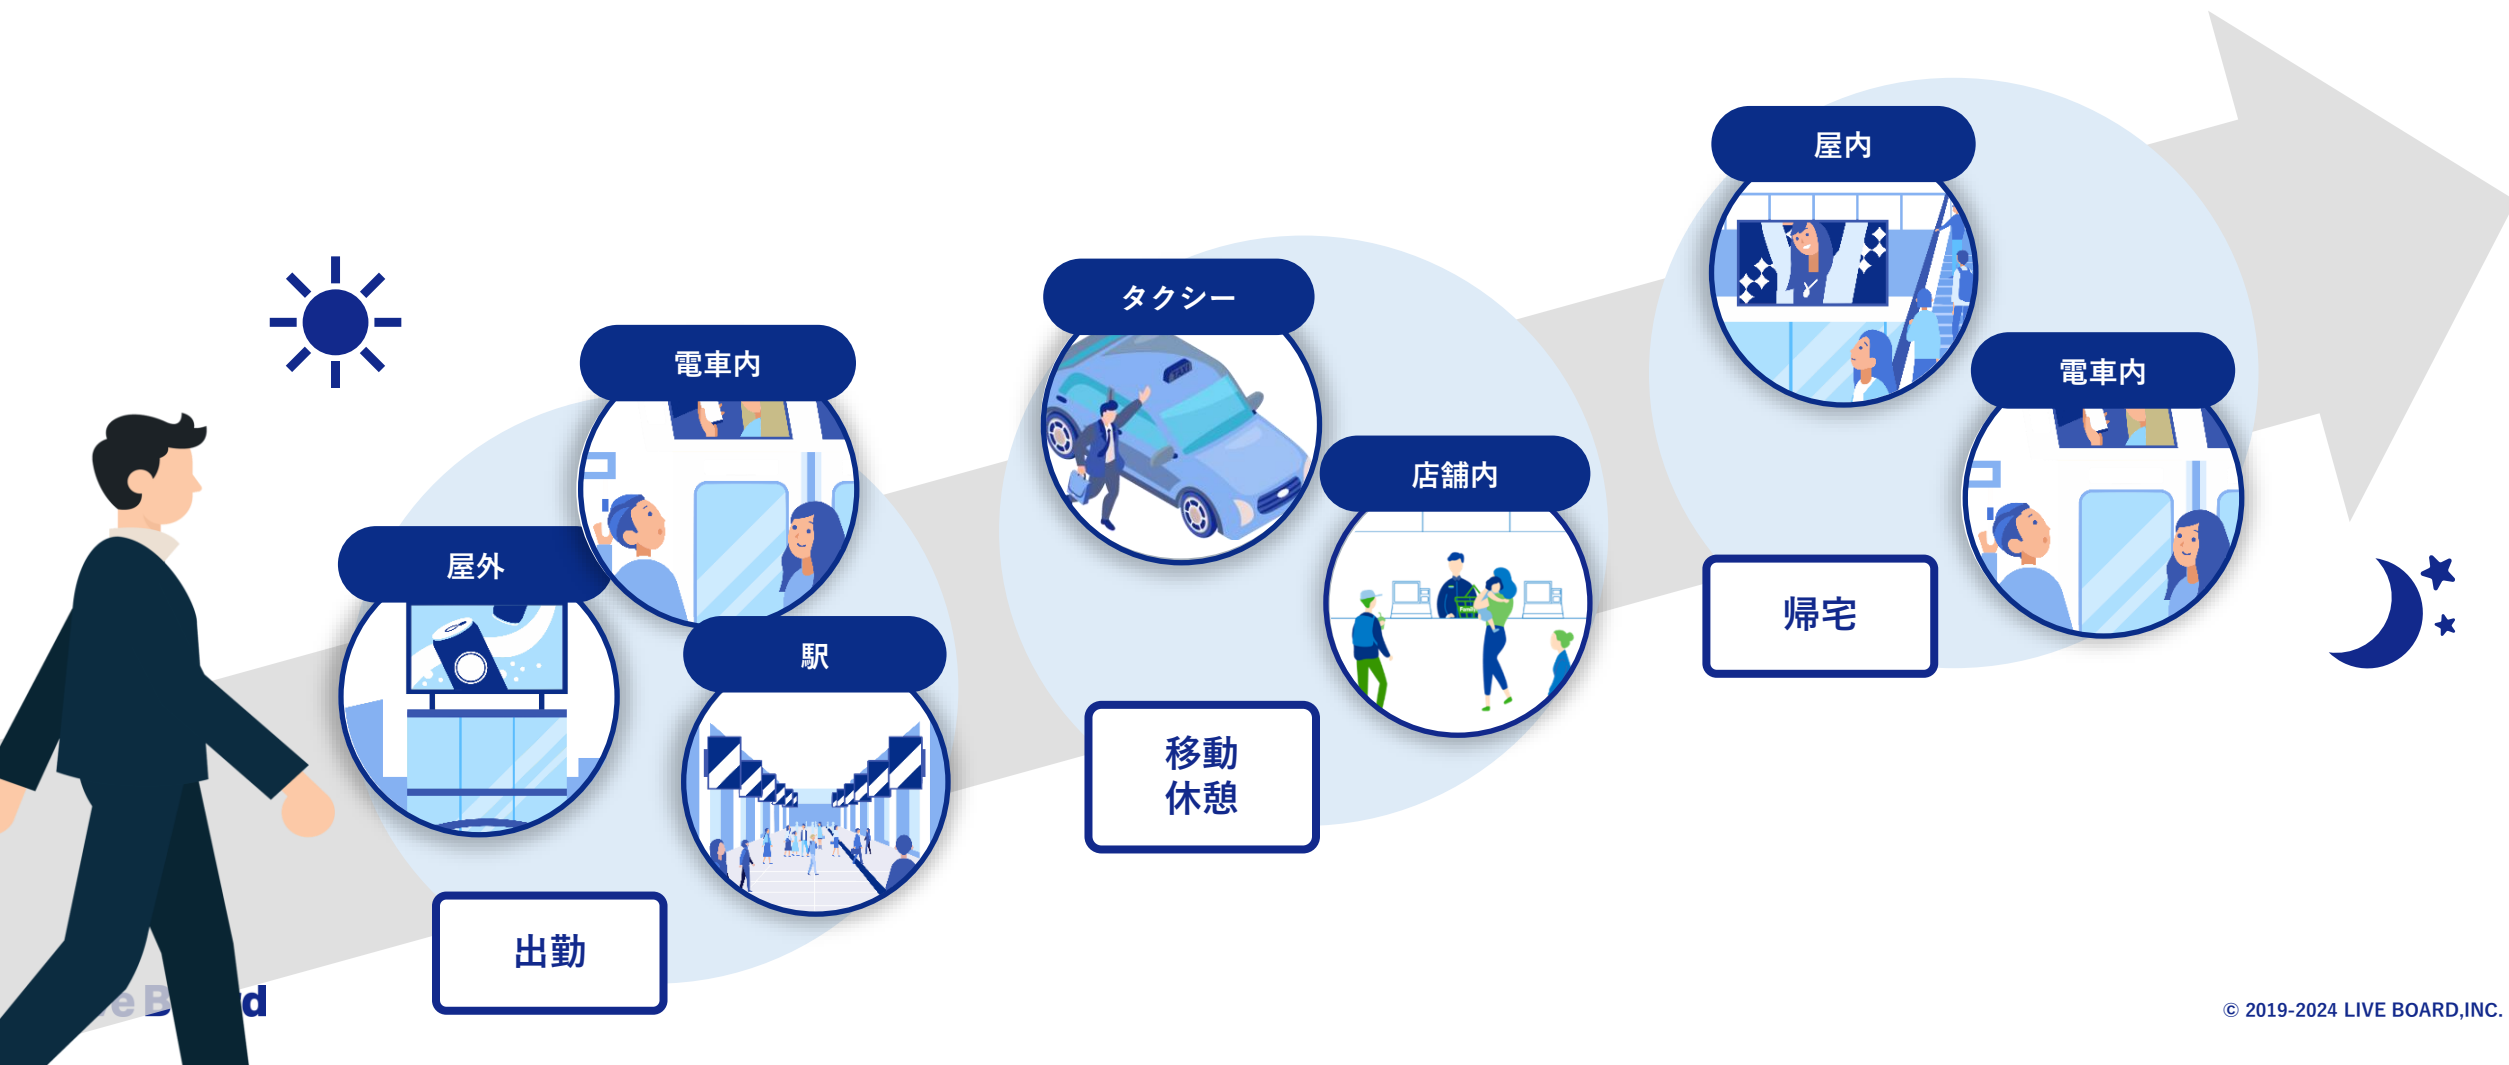 屋内
タクシー
電車内
電車内
店舗内
屋外
帰宅
駅
移動
休憩
出勤
© 2019-2024 LIVE BOARD,INC.